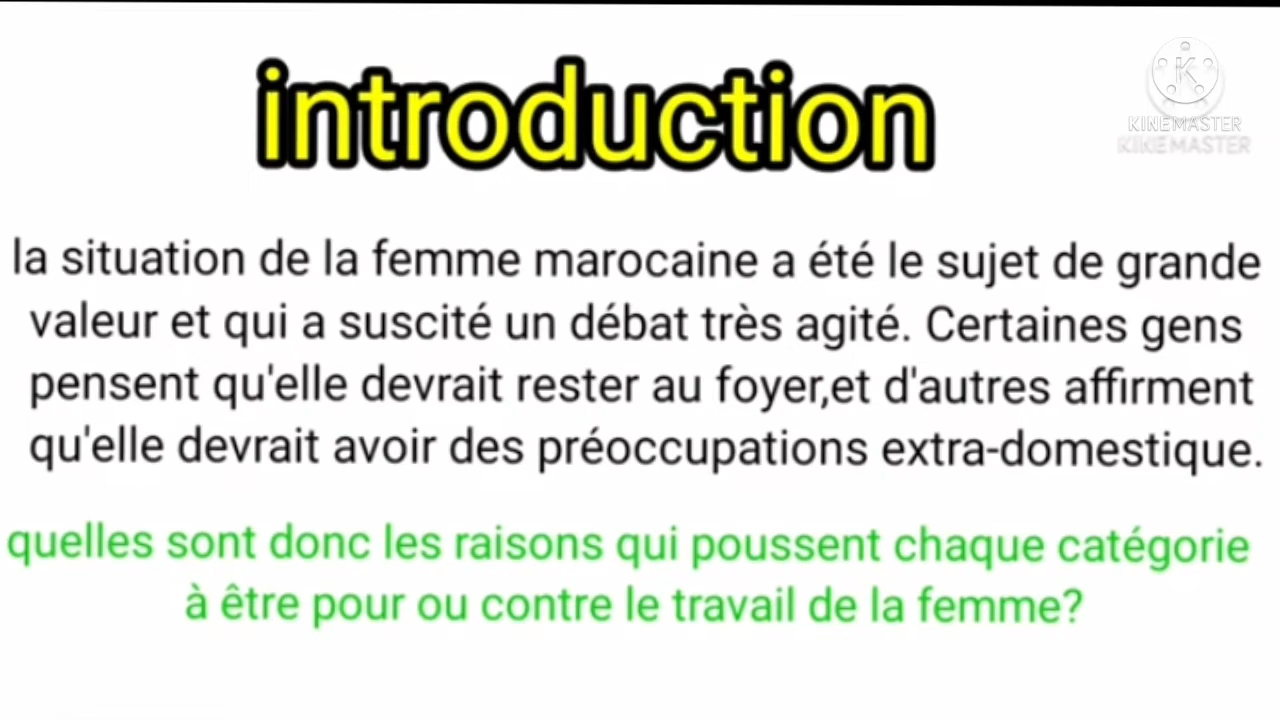 introduction
KINEMASTER
KINEMASTER
la situation de la femme marocaine a été le sujet de grande
valeur et qui a suscité un débat très agité. Certaines gens
pensent qu'elle devrait rester au foyer,et d'autres affirment
qu'elle devrait avoir des préoccupations extra-domestique.
quelles sont donc les raisons qui poussent chaque catégorie
à être pour ou contre le travail de la femme?